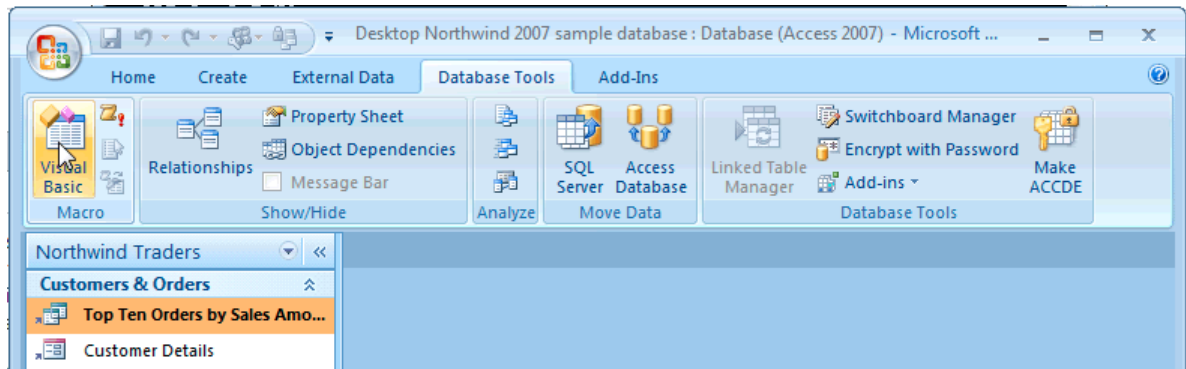 Desktop Northwind 2007 sample database : Database (Access 2007) - Microsoft ...
Home Create External Data Database Tools Add-Ins
Visual Basic
Macro
Relationships
Property Sheet
Object Dependencies
Message Bar
Show/Hide
Analyze
SQL Server
Access Database
Move Data
Linked Table Manager
Switchboard Manager
Encrypt with Password
Add-ins
Make ACCDE
Database Tools
Northwind Traders
Customers & Orders
Top Ten Orders by Sales Amo...
Customer Details